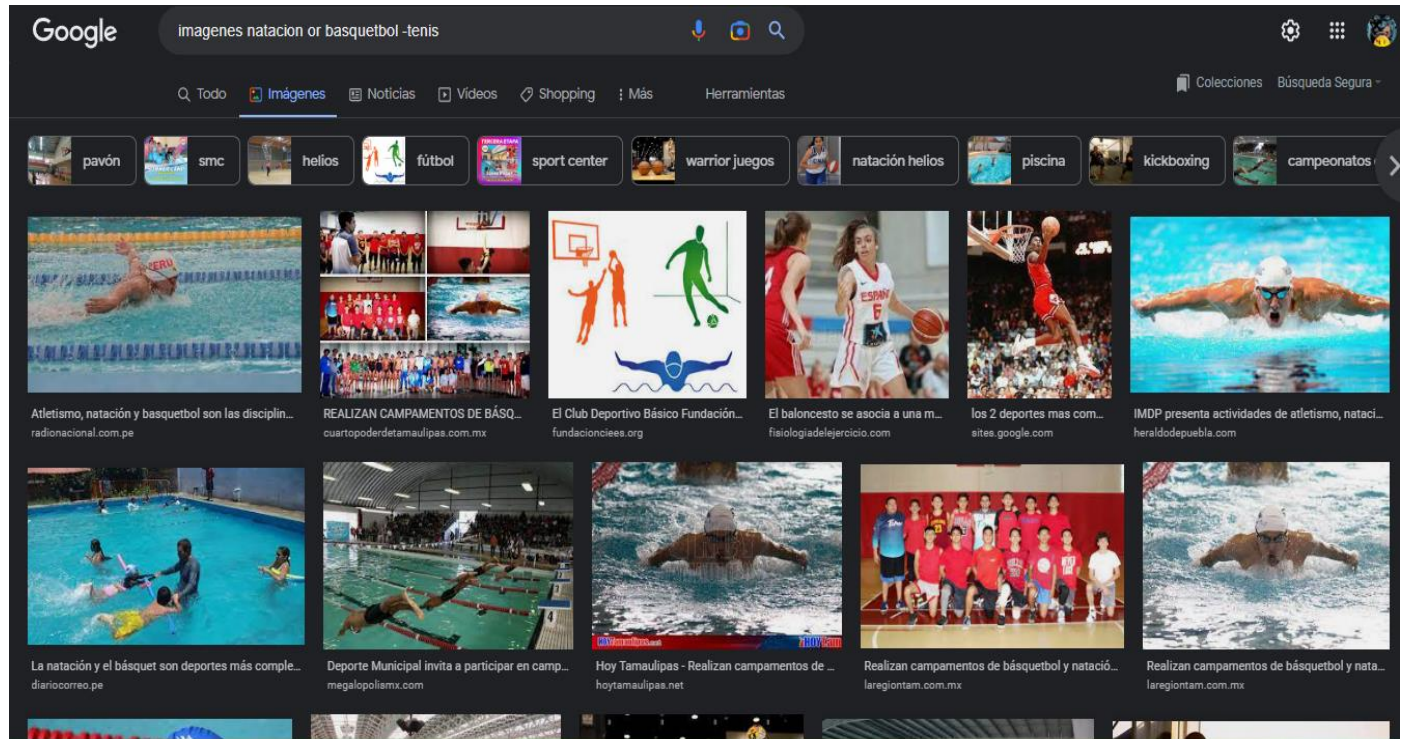 Google
imagenes natacion or basquetbol -tenis
Colecciones Búsqueda Segura
Todo Imágenes Noticias Vídeos Shopping Más Herramientas
pavón smc helios fútbol sport center warrior juegos natación helios piscina kickboxing campeonatos
Atletismo, natación y basquetbol son las disciplin...
radionacional.com.pe
REALIZAN CAMPAMENTOS DE BÁSQ...
cuartopoderdetamaulipas.com.mx
El Club Deportivo Básico Fundación...
fundacionciees.org
El baloncesto se asocia a una m...
fisiologiadelejercicio.com
los 2 deportes mas com...
sites.google.com
IMDP presenta actividades de atletismo, nataci...
heraldodepuebla.com
La natación y el básquet son deportes más comple...
diariocorreo.pe
Deporte Municipal invita a participar en camp...
megalopolismx.com
Hoy Tamaulipas - Realizan campamentos de ...
hoytamaulipas.net
Realizan campamentos de básquetbol y natació...
laregiontam.com.mx
Realizan campamentos de básquetbol y nata...
laregiontam.com.mx